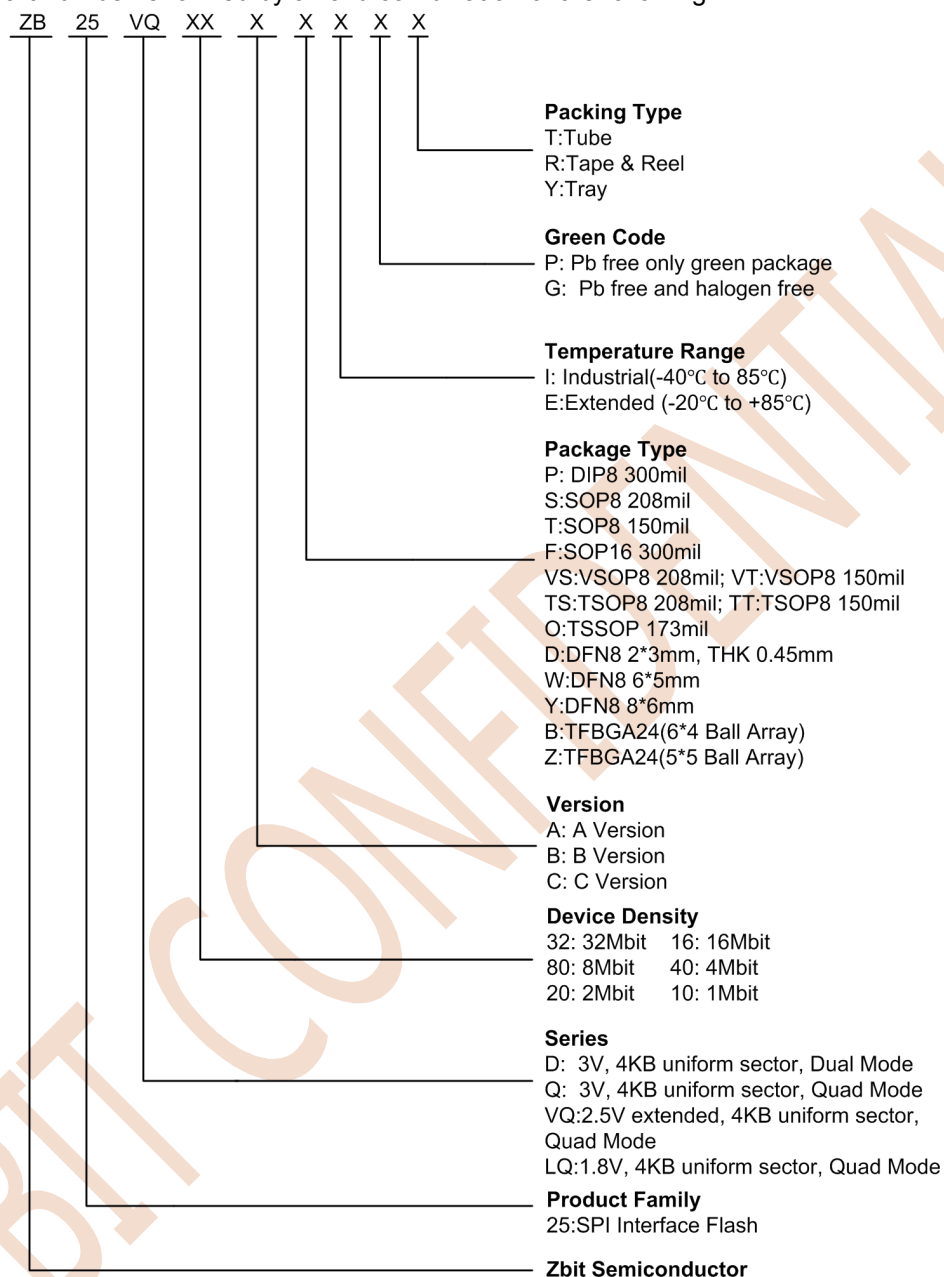 ZB 25 VQ XX X X X X X
Packing Type
T:Tube
R:Tape & Reel
Y:Tray
Green Code
P: Pb free only green package
G: Pb free and halogen free
Temperature Range
I: Industrial(-40℃ to 85℃)
E:Extended (-20℃ to +85℃)
Package Type
P: DIP8 300mil
S:SOP8 208mil
T:SOP8 150mil
F:SOP16 300mil
VS:VSOP8 208mil; VT:VSOP8 150mil
TS:TSOP8 208mil; TT:TSOP8 150mil
O:TSSOP 173mil
D:DFN8 2*3mm, THK 0.45mm
W:DFN8 6*5mm
Y:DFN8 8*6mm
B:TFBGA24(6*4 Ball Array)
Z:TFBGA24(5*5 Ball Array)
Version
A: A Version
B: B Version
C: C Version
Device Density
32: 32Mbit 16: 16Mbit
80: 8Mbit 40: 4Mbit
20: 2Mbit 10: 1Mbit
Series
D: 3V, 4KB uniform sector, Dual Mode
Q: 3V, 4KB uniform sector, Quad Mode
VQ:2.5V extended, 4KB uniform sector,
Quad Mode
LQ:1.8V, 4KB uniform sector, Quad Mode
Product Family
25:SPI Interface Flash
Zbit Semiconductor
BIT CONFIDENTIA